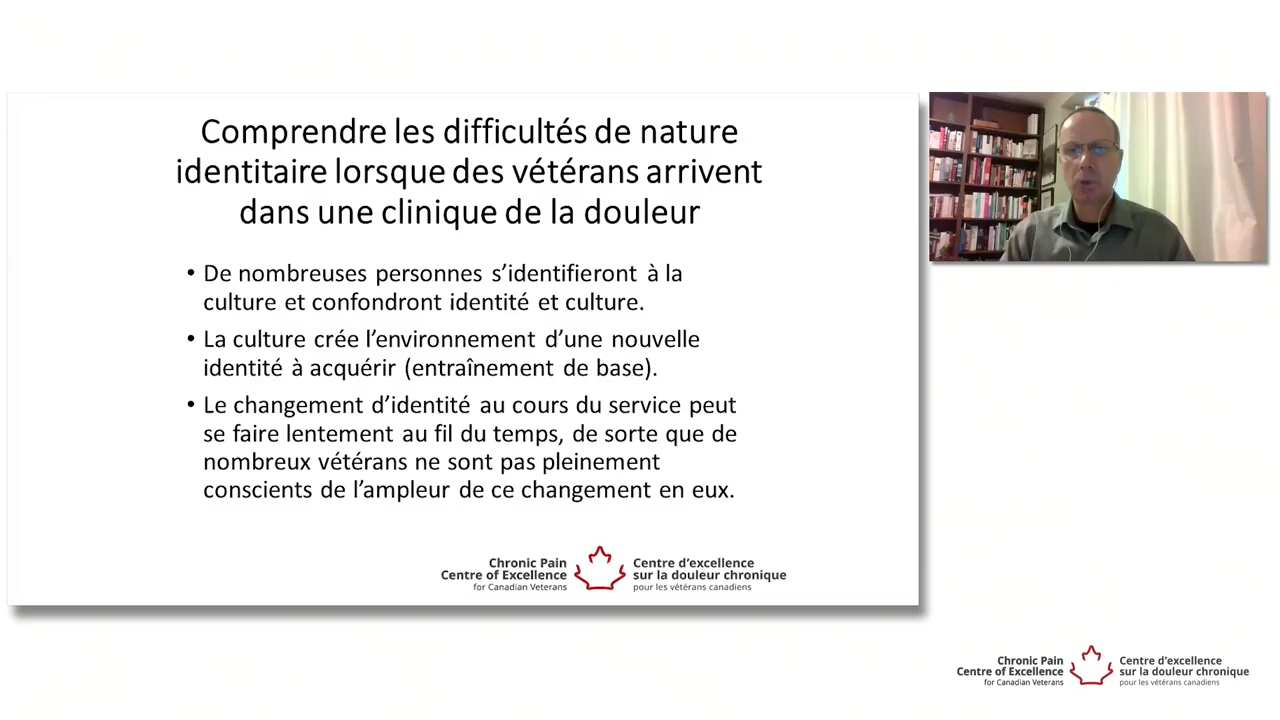 Comprendre les difficultés de nature
identitaire lorsque des vétérans arrivent
dans une clinique de la douleur
• De nombreuses personnes s’identifieront à la
culture et confondront identité et culture.
• La culture crée l’environnement d’une nouvelle
identité à acquérir (entraînement de base).
• Le changement d’identité au cours du service peut
se faire lentement au fil du temps, de sorte que de
nombreux vétérans ne sont pas pleinement
conscients de l’ampleur de ce changement en eux.
Chronic Pain
Centre of Excellence
for Canadian Veterans
Centre d’excellence
sur la douleur chronique
pour les vétérans canadiens
Chronic Pain
Centre of Excellence
for Canadian Veterans
Centre d’excellence
sur la douleur chronique
pour les vétérans canadiens